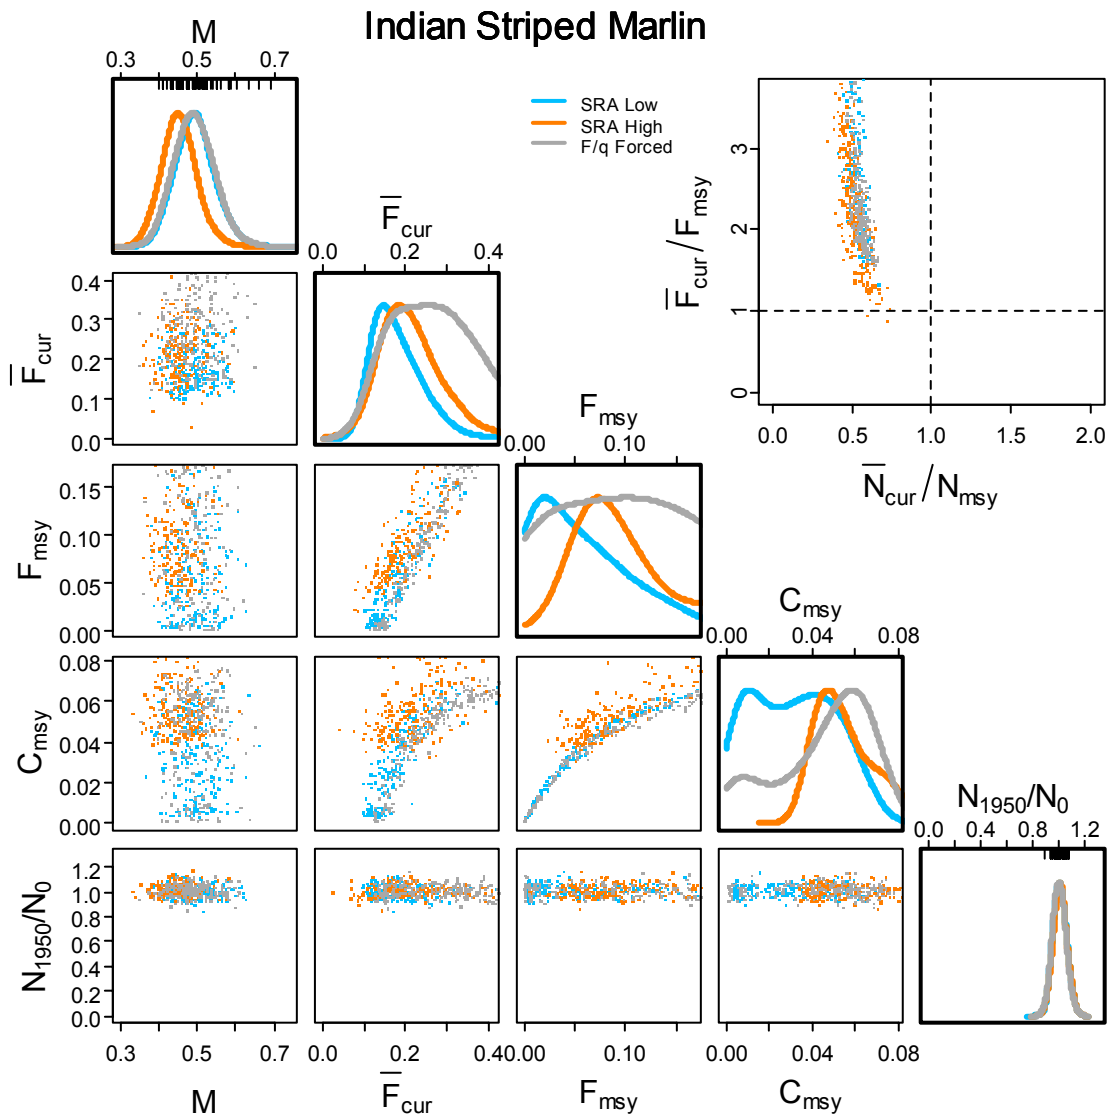 Indian Striped Marlin
M
0.3 0.5 0.7
SRA Low
SRA High
F/q Forced
F̅cur
0.0 0.2 0.4
F̅cur / Fmsy
0 1 2 3
0.0 0.5 1.0 1.5 2.0
N̅cur / Nmsy
F̅cur
0.0 0.1 0.2 0.3 0.4
Fmsy
0.00 0.10
Fmsy
0.00 0.05 0.10 0.15
Cmsy
0.00 0.04 0.08
Cmsy
0.00 0.02 0.04 0.06 0.08
N1950/N0
0.0 0.4 0.8 1.2
N1950/N0
0.0 0.2 0.4 0.6 0.8 1.0 1.2
0.3 0.5 0.7 0.0 0.2 0.4 0.00 0.10 0.00 0.04 0.08
M F̅cur Fmsy Cmsy